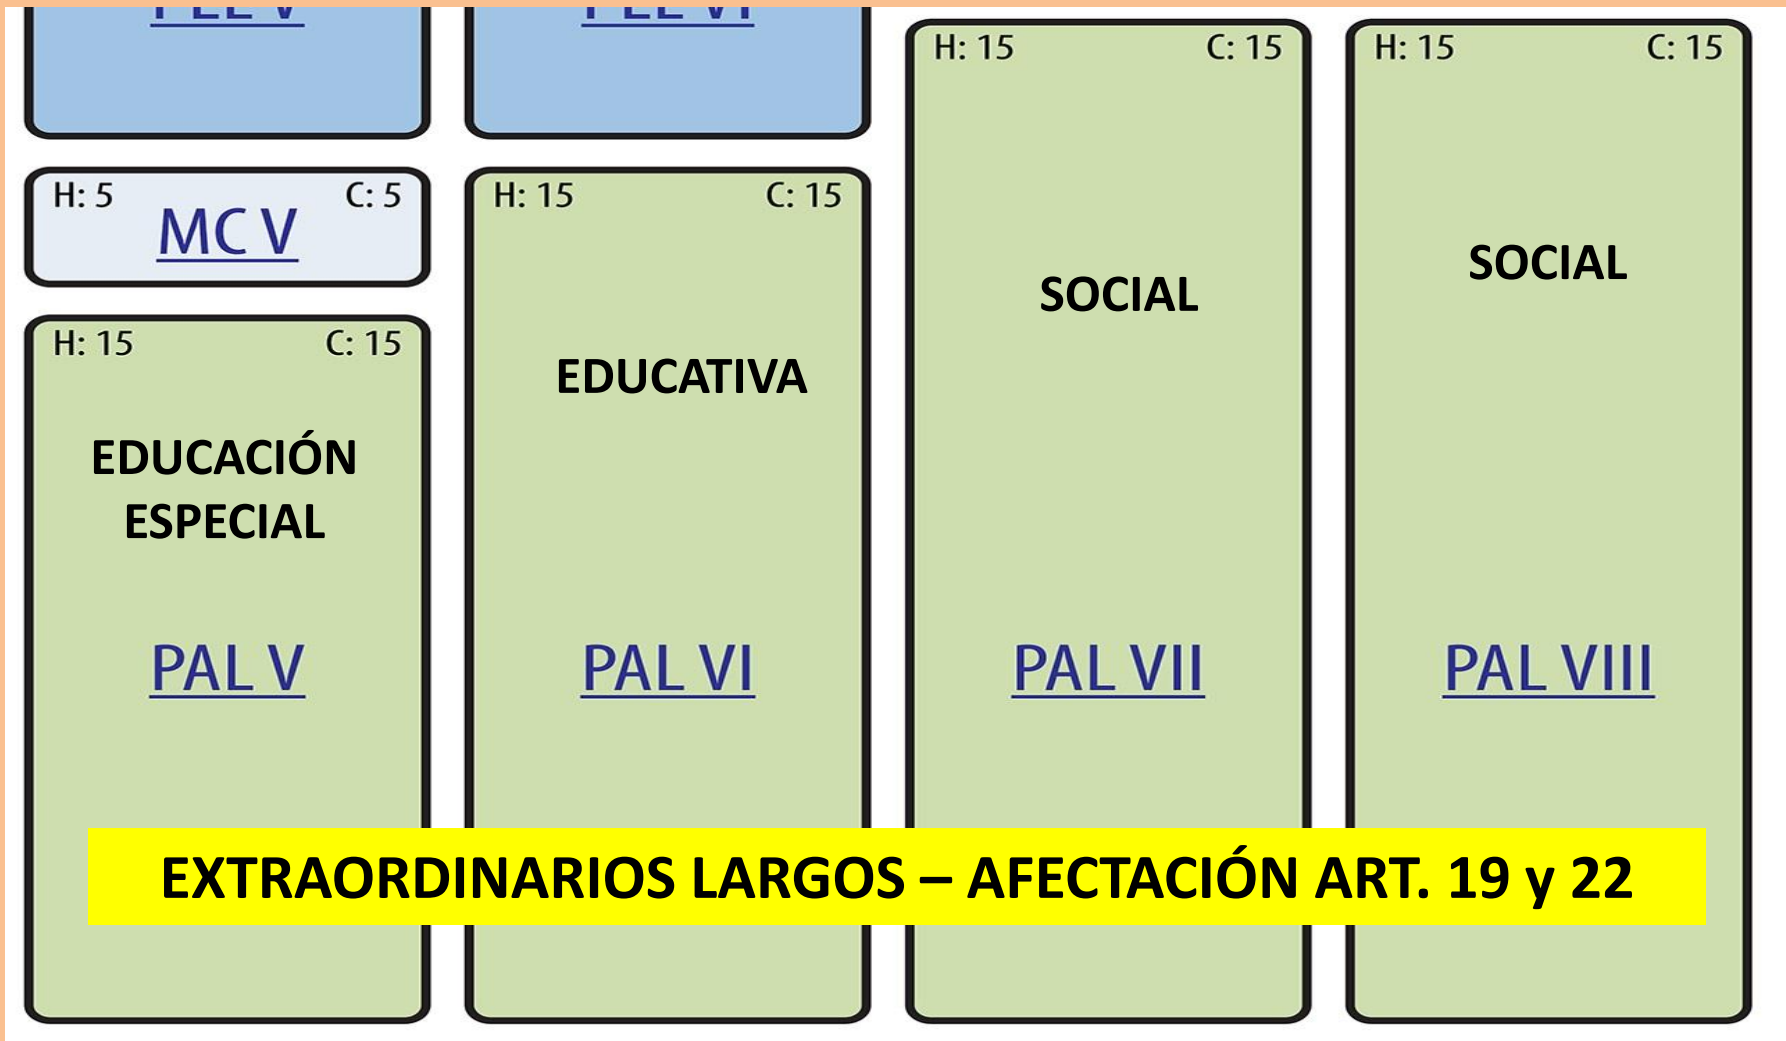 H: 15 C: 15
H: 15 C: 15
H: 5 C: 5
MC V
H: 15 C: 15
SOCIAL
SOCIAL
H: 15 C: 15
EDUCATIVA
EDUCACIÓN
ESPECIAL
PAL V
PAL VI
PAL VII
PAL VIII
EXTRAORDINARIOS LARGOS – AFECTACIÓN ART. 19 y 22